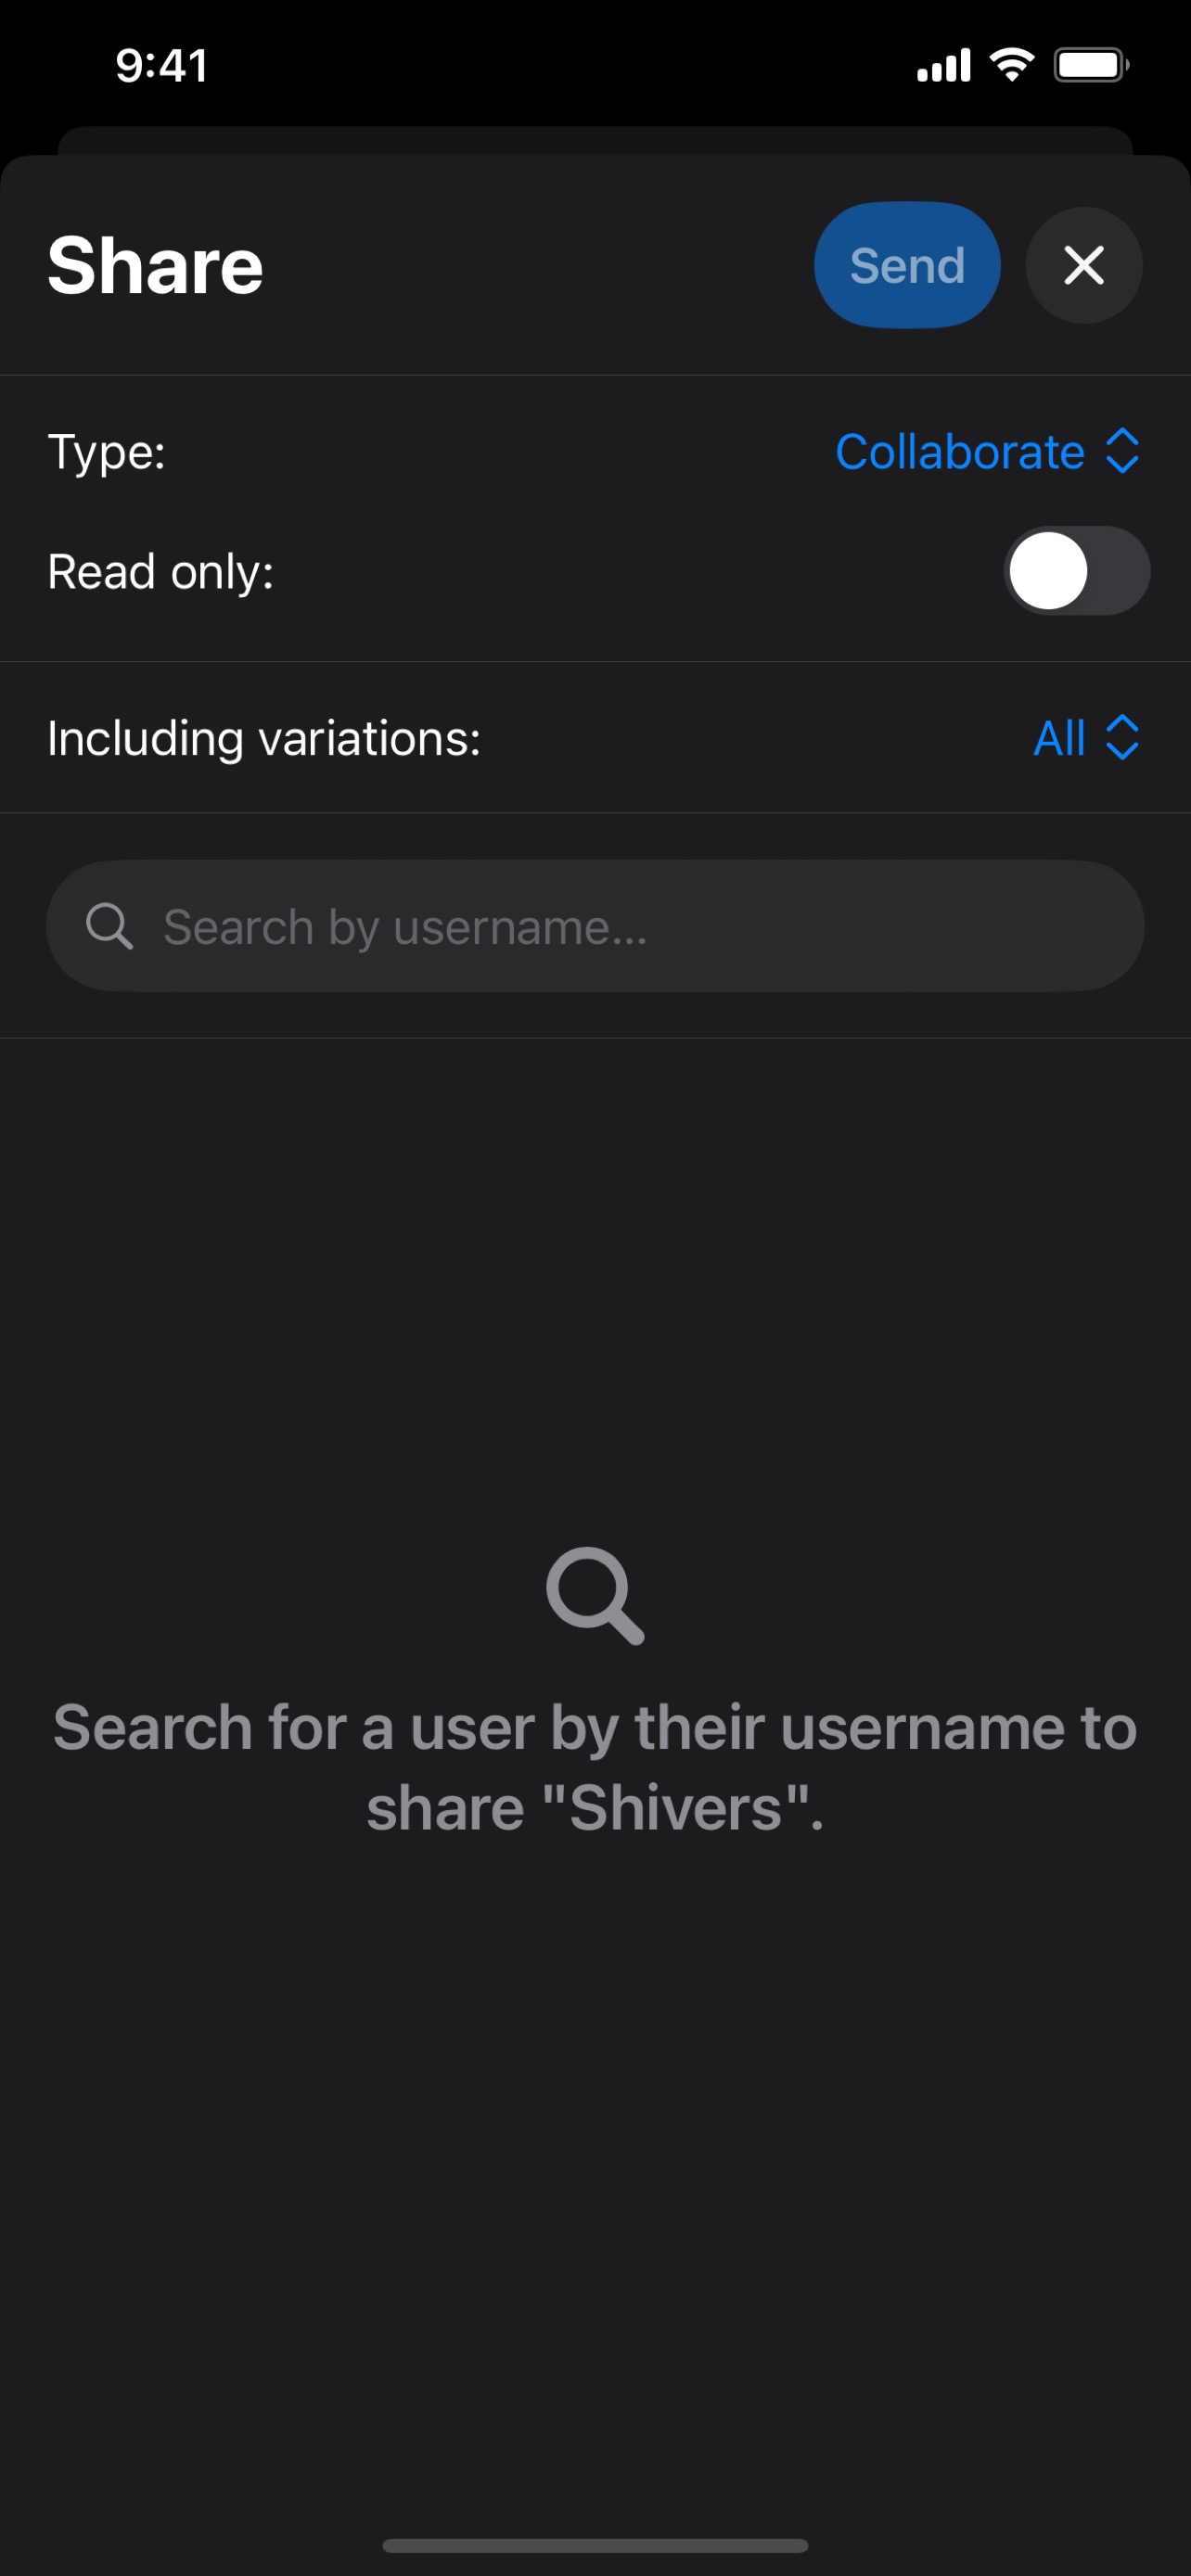 9:41
Share
Send
Type:
Collaborate
Read only:
Including variations:
All
Search by username...
Search for a user by their username to
share "Shivers".